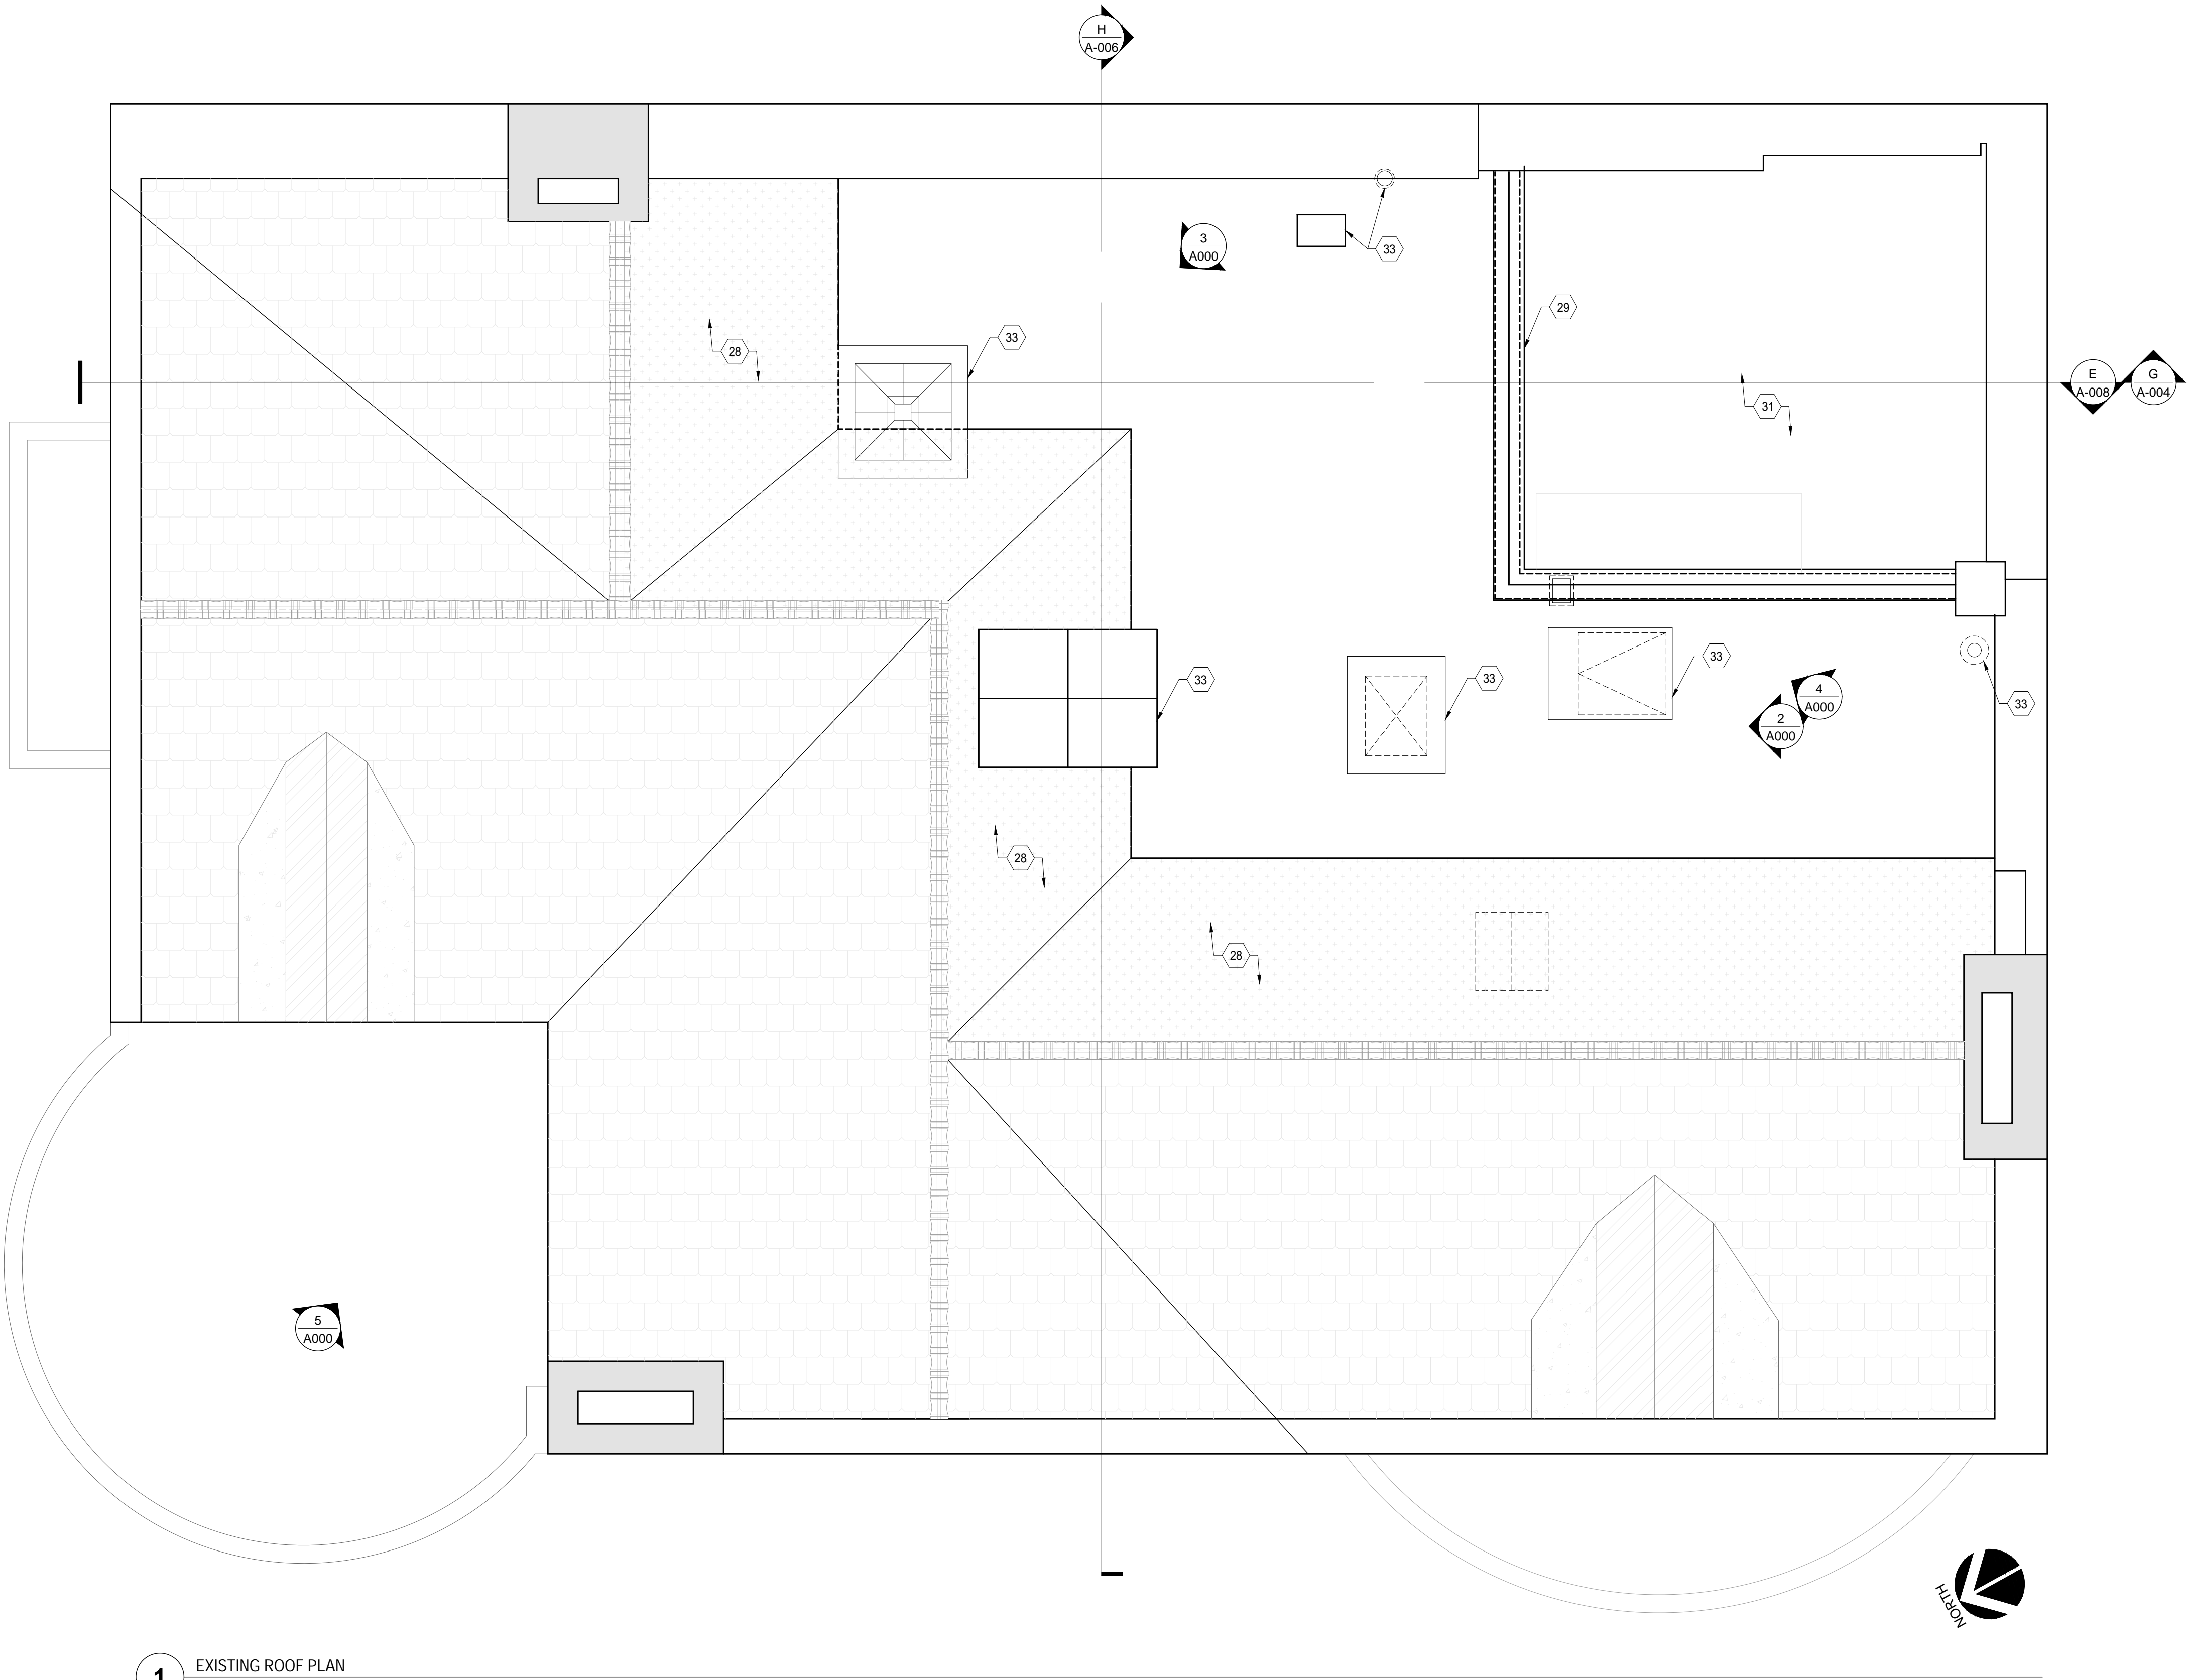 H
A-006
3
A000
33
29
33
28
E
A-008
G
A-004
31
33
33
33
4
A000
2
A000
33
28
28
5
A000
NORTH
1
EXISTING ROOF PLAN